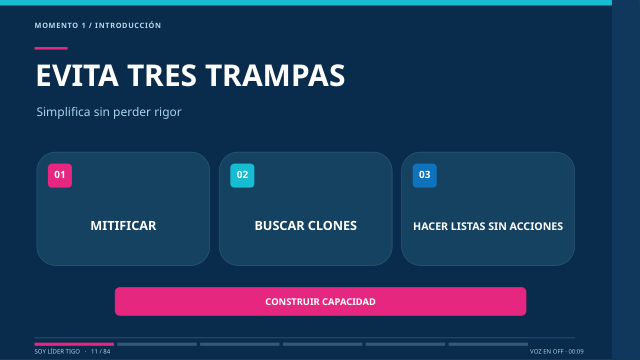 MOMENTO 1 / INTRODUCCIÓN
EVITA TRES TRAMPAS
Simplifica sin perder rigor
01
MITIFICAR
02
BUSCAR CLONES
03
HACER LISTAS SIN ACCIONES
CONSTRUIR CAPACIDAD
SOY LÍDER TIGO · 11 / 84
VOZ EN OFF · 00:09